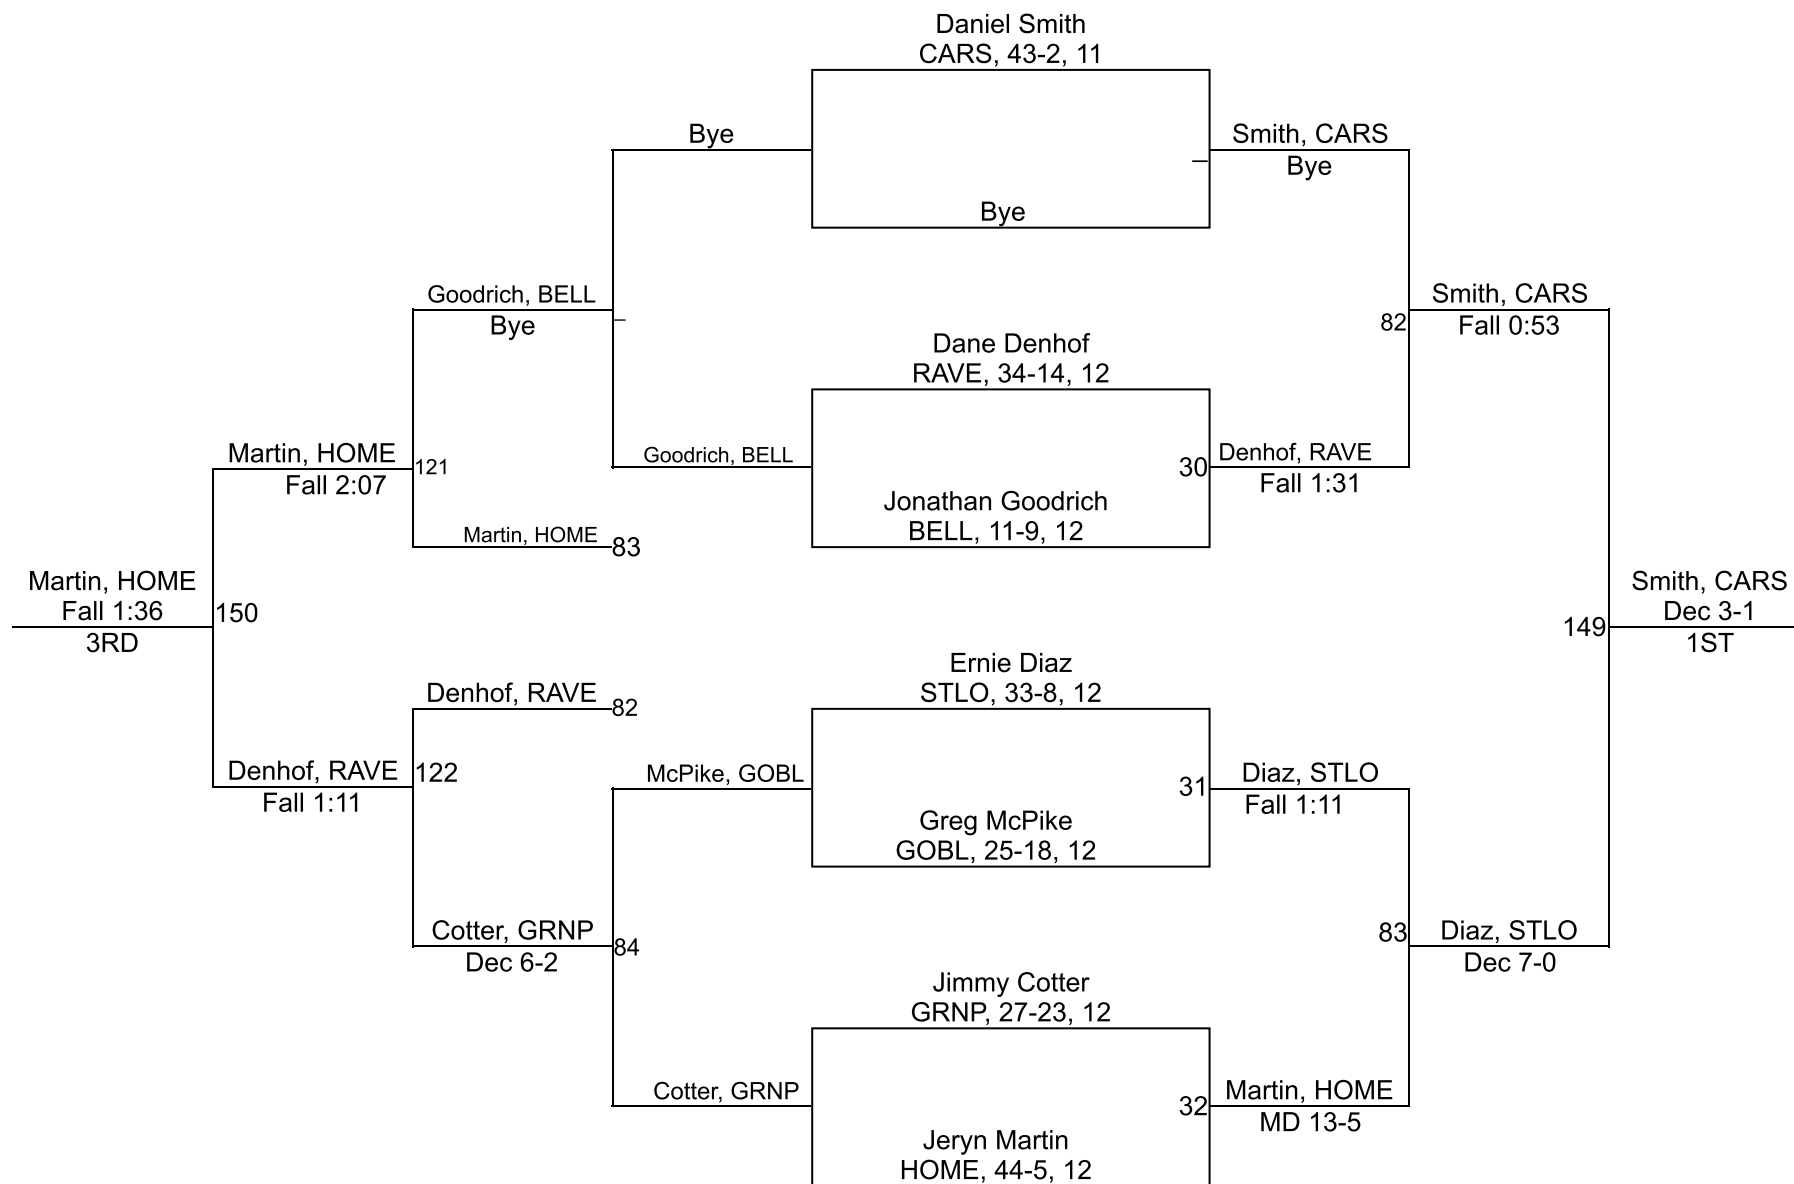 Daniel Smith
CARS, 43-2, 11
Bye
Smith, CARS
Bye
Bye
Goodrich, BELL
Bye
Smith, CARS
82
Fall 0:53
Dane Denhof
RAVE, 34-14, 12
Martin, HOME
121
Fall 2:07
Goodrich, BELL
30
Denhof, RAVE
Fall 1:31
Jonathan Goodrich
BELL, 11-9, 12
Martin, HOME
83
Martin, HOME
Fall 1:36
150
3RD
149
Smith, CARS
Dec 3-1
1ST
Ernie Diaz
STLO, 33-8, 12
Denhof, RAVE
82
Denhof, RAVE
122
Fall 1:11
McPike, GOBL
31
Diaz, STLO
Fall 1:11
Greg McPike
GOBL, 25-18, 12
Cotter, GRNP
84
Dec 6-2
83
Diaz, STLO
Dec 7-0
Jimmy Cotter
GRNP, 27-23, 12
Cotter, GRNP
32
Martin, HOME
MD 13-5
Jeryn Martin
HOME, 44-5, 12